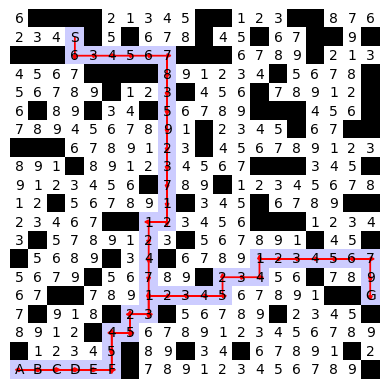 6 2 1 3 4 5 1 2 3 8 7 6
2 3 4 S 5 6 7 8 4 5 6 7 9
6 3 4 5 6 7 6 7 8 9 2 1 3
4 5 6 7 8 9 1 2 3 4 5 6 7 8
5 6 7 8 9 1 2 3 4 5 6 7 8 9 1 2
6 8 9 3 4 5 6 7 8 9 4 5 6
7 8 9 4 5 6 7 8 9 1 2 3 4 5 6 7
6 7 8 9 1 2 3 4 5 6 7 8 9 1 2 3
8 9 1 8 9 1 2 3 4 5 6 7 3 4 5
9 1 2 3 4 5 6 7 8 9 1 2 3 4 5 6 7 8
1 2 3 4 5 6 7 8 9 1 2 3 4 5 6 7 8 9
2 3 4 6 7 1 2 3 4 5 6 1 2 3 4
3 5 6 7 8 9 1 2 3 5 6 7 8 9 1 4 5
5 6 7 8 9 3 4 6 7 8 1 2 3 4 5 6 7
5 6 7 9 5 6 7 8 9 2 3 4 5 6 7 8 9
6 7 7 8 9 1 2 3 4 5 6 7 8 9 1 G
7 9 1 8 2 3 5 6 7 8 9 1 2 3
8 9 1 2 4 5 6 7 8 9 1 2 3 4 5 6 7 8 9
1 2 3 4 5 7 8 3 4 6 7 8 9 1 2
A B C D E F 7 8 9 1 2 3 4 5 6 7 8 9